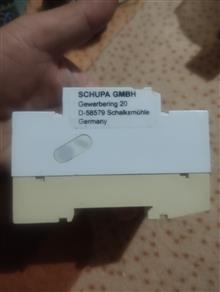 SCHUPA GMBH
Gewerbering 20
D-58579 Schalksmühle
Germany